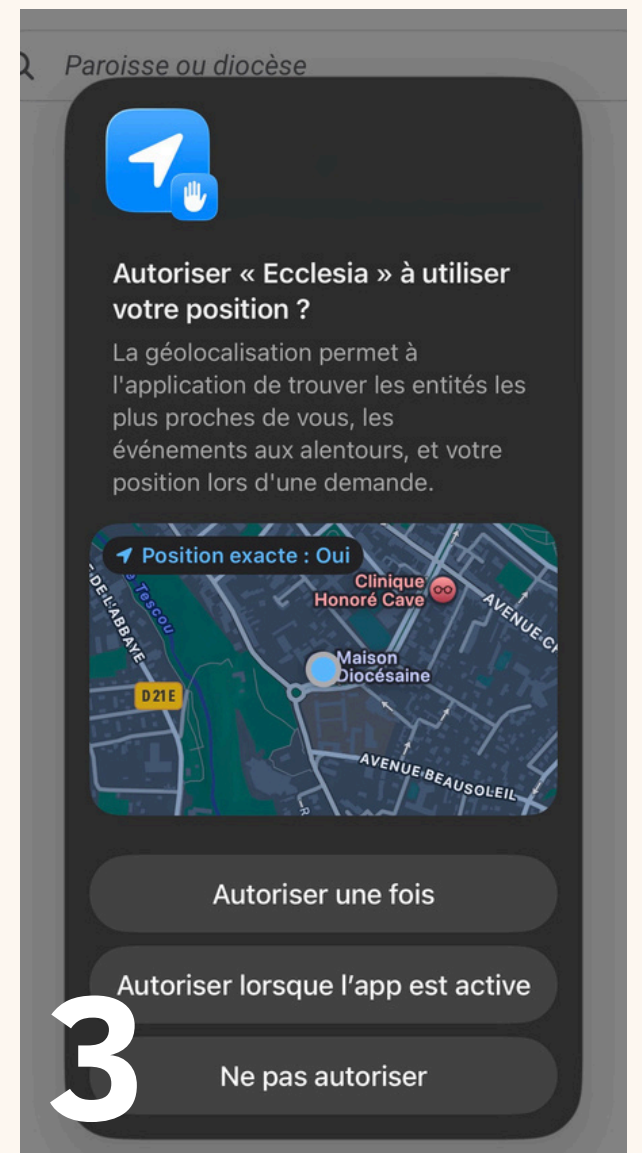 Paroisse ou diocèse
Autoriser « Ecclesia » à utiliser
votre position ?
La géolocalisation permet à
l'application de trouver les entités les
plus proches de vous, les
événements aux alentours, et votre
position lors d'une demande.
Position exacte : Oui
Clinique
Honoré Cave
DE L'ABBAYE
Tescou
AVENUE
Maison
Diocésaine
D 21 E
AVENUE BEAUSOLEIL
Autoriser une fois
Autoriser lorsque l’app est active
3
Ne pas autoriser